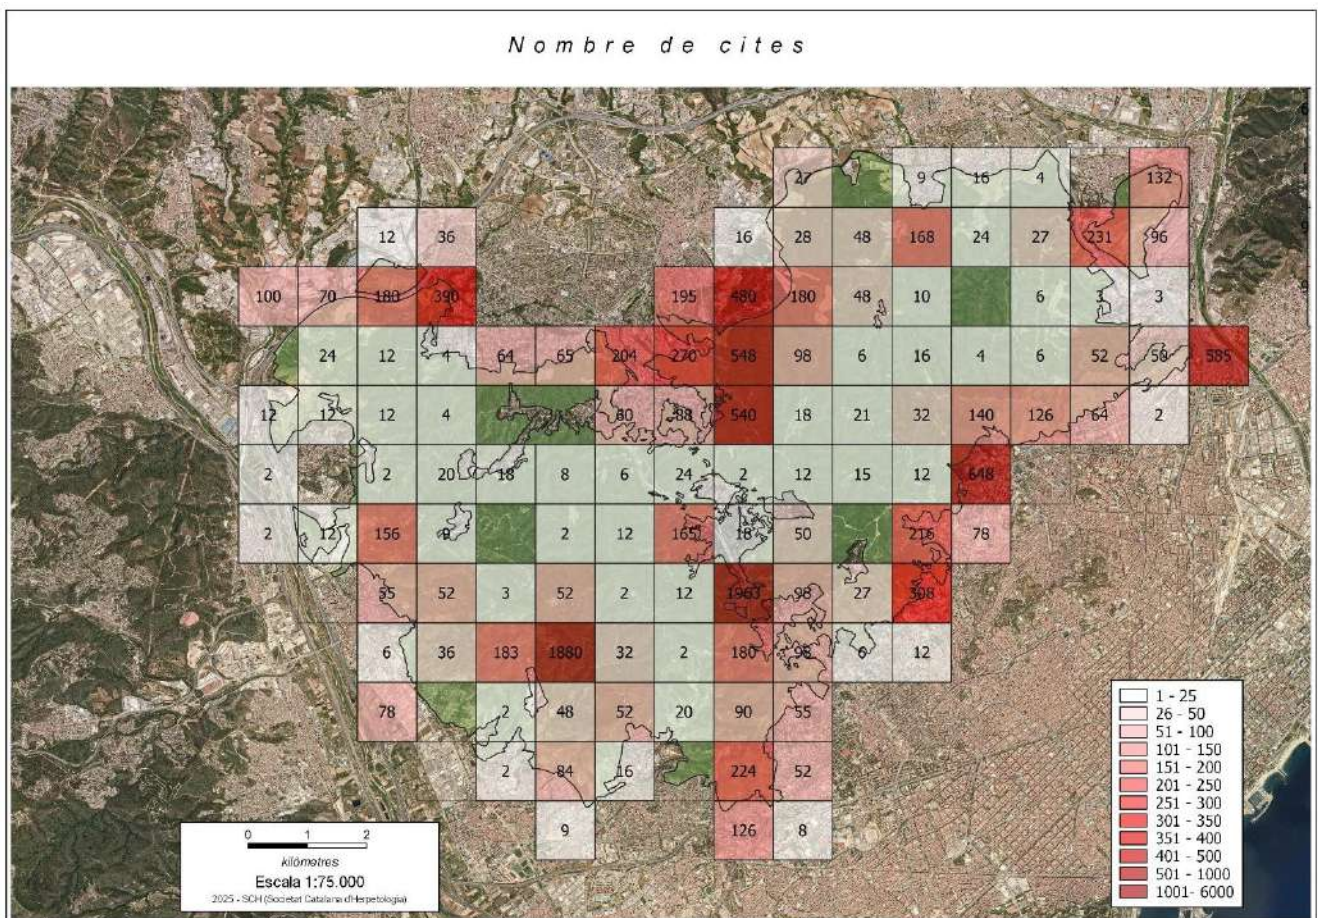 Nombre de cites
27 9 16 4 132
12 36 16 28 48 168 24 27 231 96
100 70 180 390 195 480 180 48 10 6 3 3
24 12 4 64 65 204 270 548 98 6 16 4 6 52 50 585
12 12 12 4 60 88 540 18 21 32 140 126 64 2
2 2 20 18 8 6 24 2 12 15 12 648
2 12 156 9 2 12 165 18 50 216 78
55 52 3 52 2 12 1963 98 27 308
6 36 183 1880 32 2 180 98 6 12
78 2 48 52 20 90 55
2 84 16 224 52
9 126 8
0 1 2
kilómetres
Escala 1:75.000
2025 - SCH (Societat Catalana d'Herpetologia)
1 - 25
26 - 50
51 - 100
101 - 150
151 - 200
201 - 250
251 - 300
301 - 350
351 - 400
401 - 500
501 - 1000
1001- 6000